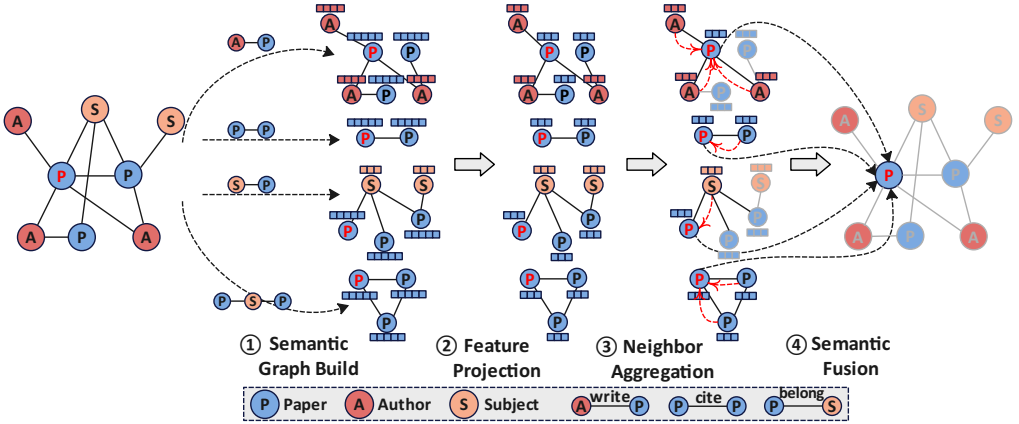 A P
P P
S P
P S P
A S S
P P
A P A
A
P P
A P A
P P
S S
P P P
P P
P
A
P P
A P A
P P
S S
P P P
P P
P
A
P P
A P A
P P
S S
P P P
P P
P
A S S
P P
A P A
① Semantic Graph Build
② Feature Projection
③ Neighbor Aggregation
④ Semantic Fusion
P Paper A Author S Subject A write P P cite P P belong S